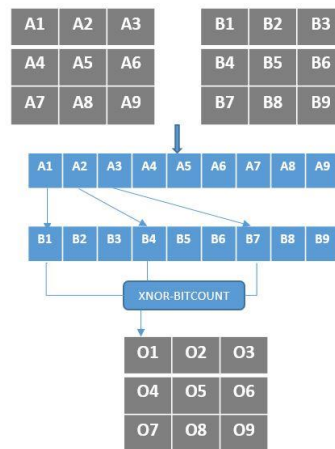 A1 A2 A3 B1 B2 B3
A4 A5 A6 B4 B5 B6
A7 A8 A9 B7 B8 B9
A1 A2 A3 A4 A5 A6 A7 A8 A9
B1 B2 B3 B4 B5 B6 B7 B8 B9
XNOR-BITCOUNT
O1 O2 O3
O4 O5 O6
O7 O8 O9